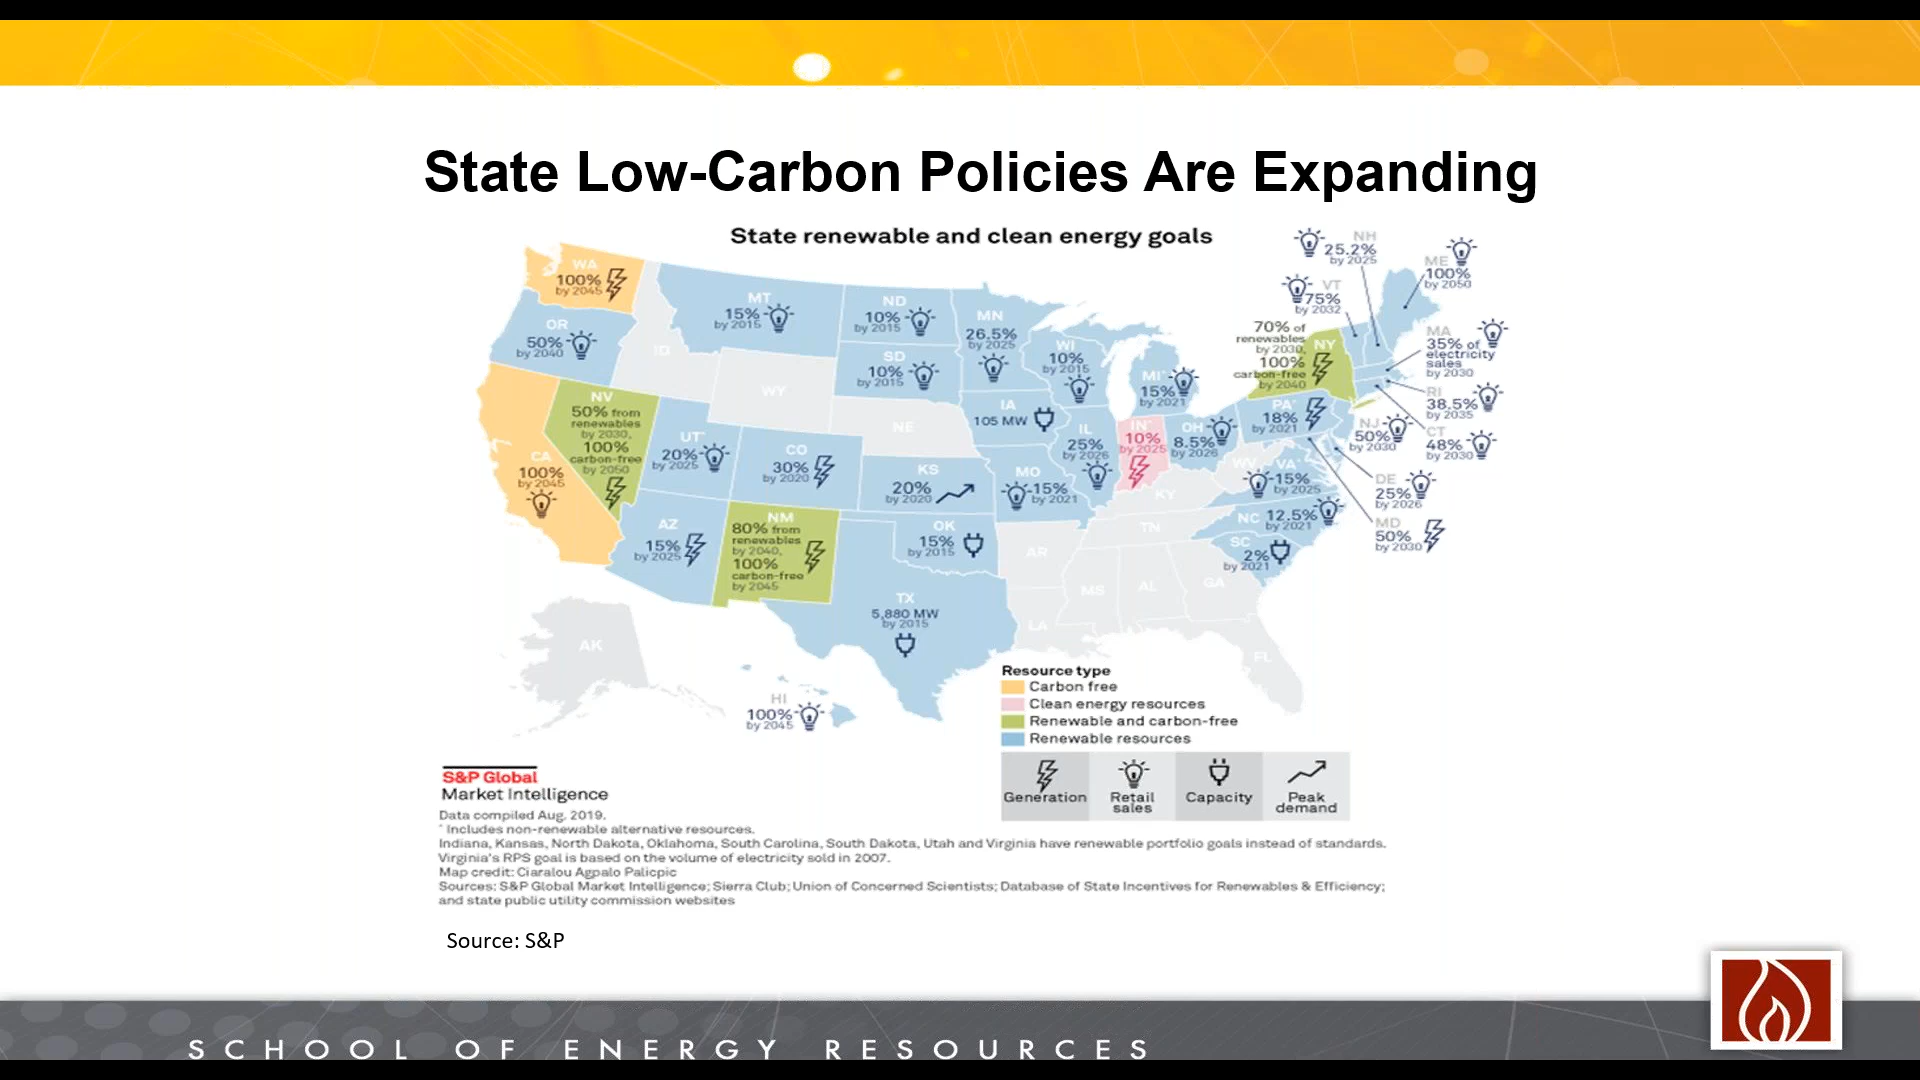 State Low-Carbon Policies Are Expanding
State renewable and clean energy goals
WA
100%
by 2045
OR
50%
by 2040
CA
100%
by 2045
NV
50% from
renewables
by 2030,
100%
carbon-free
by 2050
ID
MT
15%
by 2015
WY
UT*
20%
by 2025
AZ
15%
by 2025
CO
30%
by 2020
NM
80% from
renewables
by 2040,
100%
carbon-free
by 2045
ND
10%
by 2015
SD
10%
by 2015
NE
KS
20%
by 2020
OK
15%
by 2015
TX
5,880 MW
by 2015
MN
26.5%
by 2025
IA
105 MW
MO
15%
by 2021
AR
LA
WI
10%
by 2015
IL
25%
by 2026
MI*
15%
by 2021
IN*
10%
by 2025
OH*
8.5%
by 2026
KY
TN
MS
AL
GA
FL
WV
VA*
15%
by 2025
NC
12.5%
by 2021
SC
2%
by 2021
PA*
18%
by 2021
70% of
renewables
by 2030,
100%
carbon-free
by 2040
NY
VT
75%
by 2032
NH
25.2%
by 2025
ME
100%
by 2050
MA
35% of
electricity
sales
by 2030
RI
38.5%
by 2035
CT
48%
by 2030
NJ
50%
by 2030
DE
25%
by 2026
MD
50%
by 2030
AK
HI
100%
by 2045
Resource type
Carbon free
Clean energy resources
Renewable and carbon-free
Renewable resources
Generation
Retail
sales
Capacity
Peak
demand
S&P Global
Market Intelligence
Data compiled Aug. 2019.
* Includes non-renewable alternative resources.
Indiana, Kansas, North Dakota, Oklahoma, South Carolina, South Dakota, Utah and Virginia have renewable portfolio goals instead of standards.
Virginia's RPS goal is based on the volume of electricity sold in 2007.
Map credit: Ciaralou Agpalo Palicpic
Sources: S&P Global Market Intelligence; Sierra Club; Union of Concerned Scientists; Database of State Incentives for Renewables & Efficiency;
and state public utility commission websites
Source: S&P
SCHOOL OF ENERGY RESOURCES